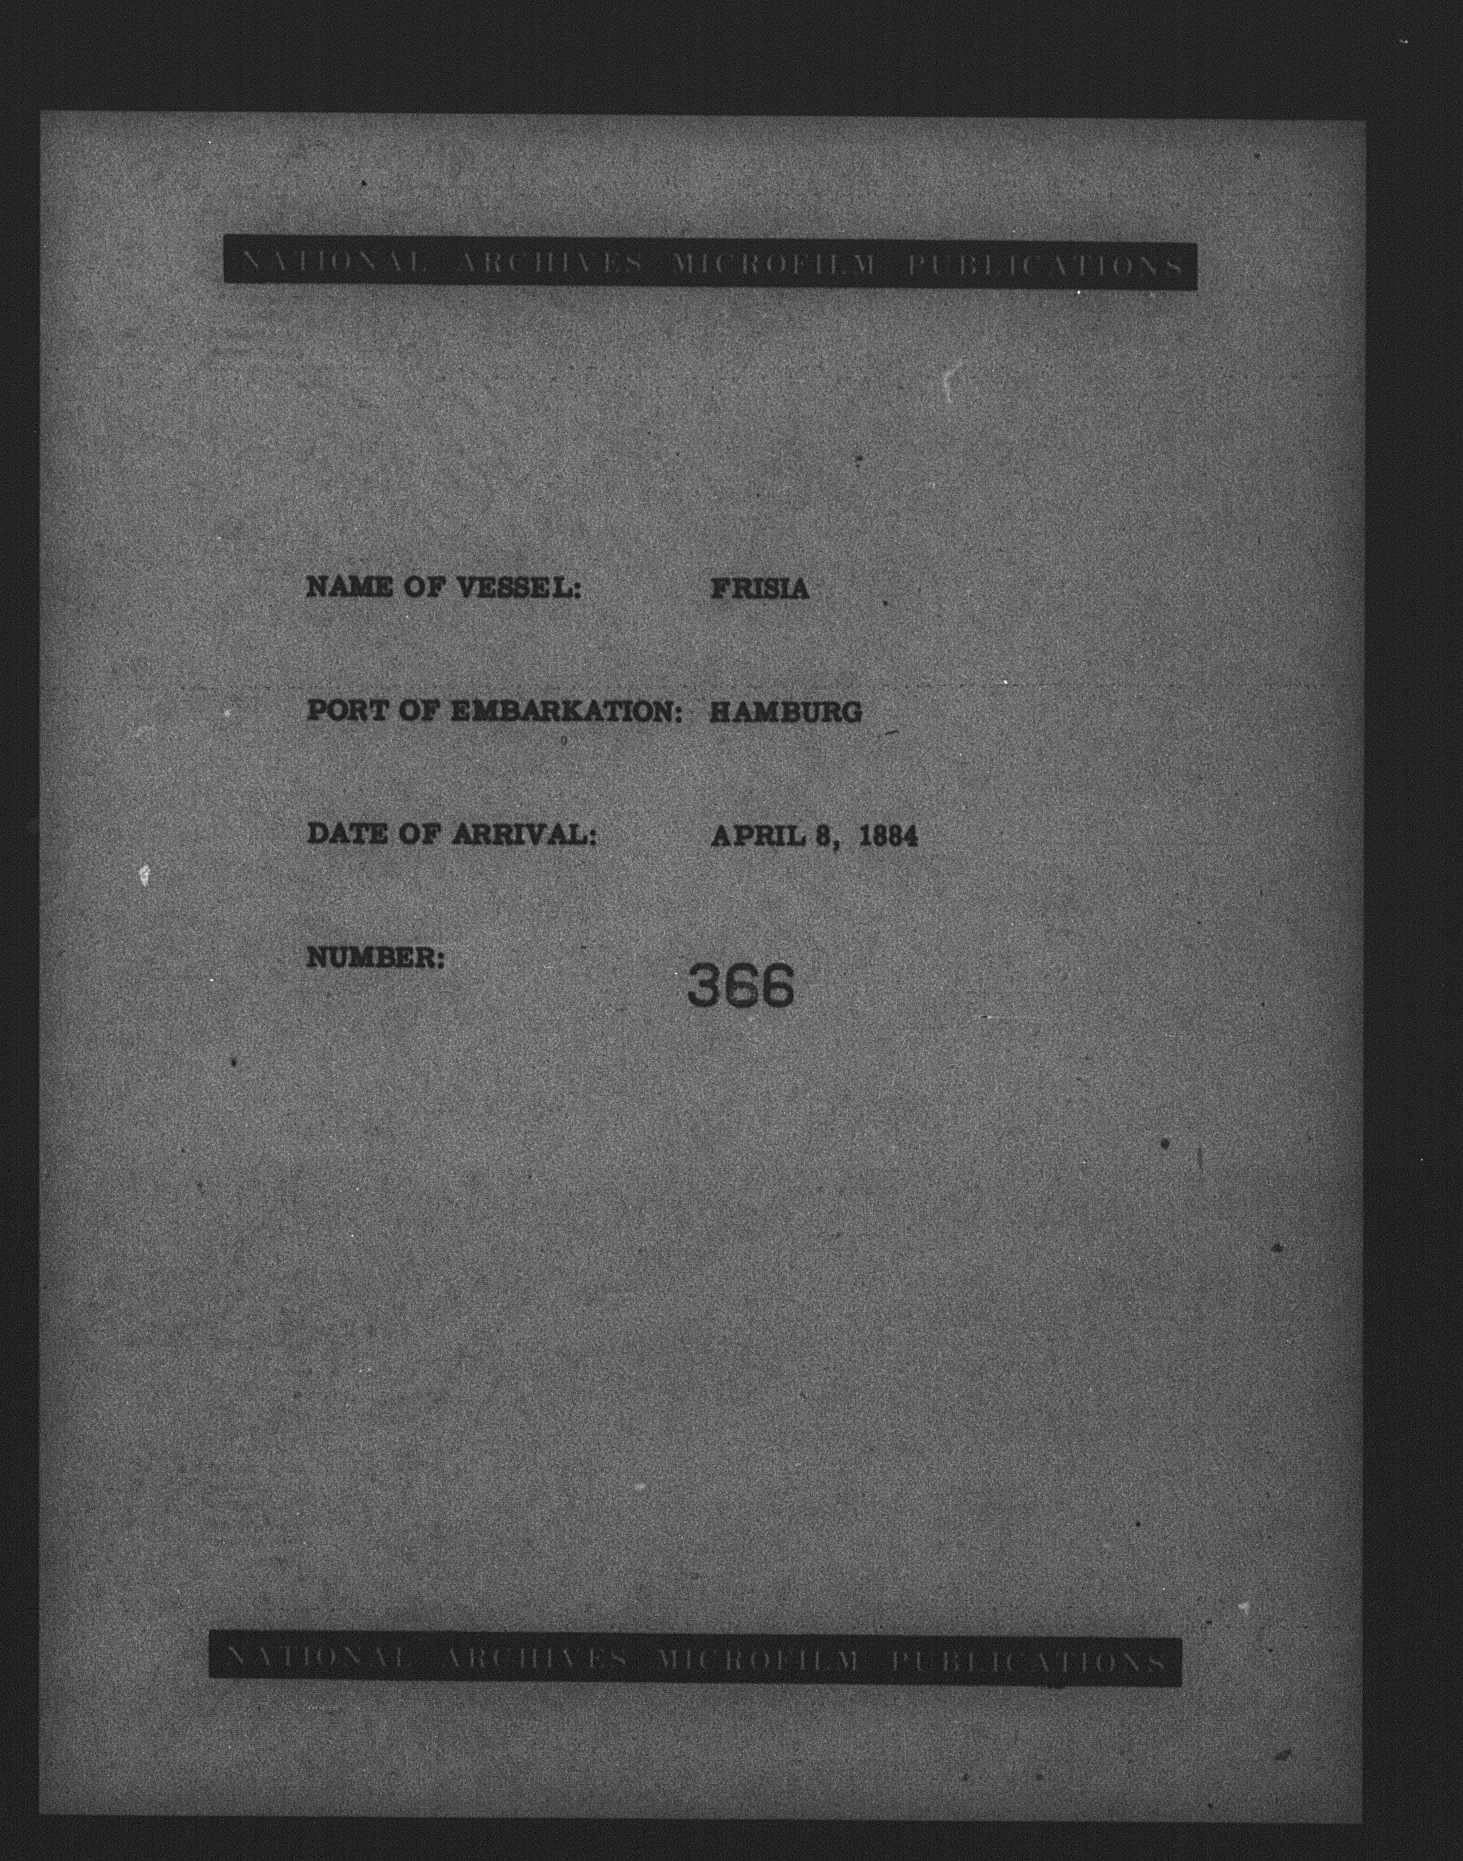 NATIONAL ARCHIVES MICROFILM PUBLICATIONS
NAME OF VESSEL: FRISIA
PORT OF EMBARKATION: HAMBURG
DATE OF ARRIVAL: APRIL 8, 1884
NUMBER: 366
NATIONAL ARCHIVES MICROFILM PUBLICATIONS